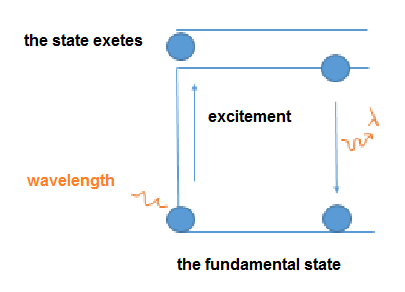 the state exetes
excitement
λ
wavelength
the fundamental state